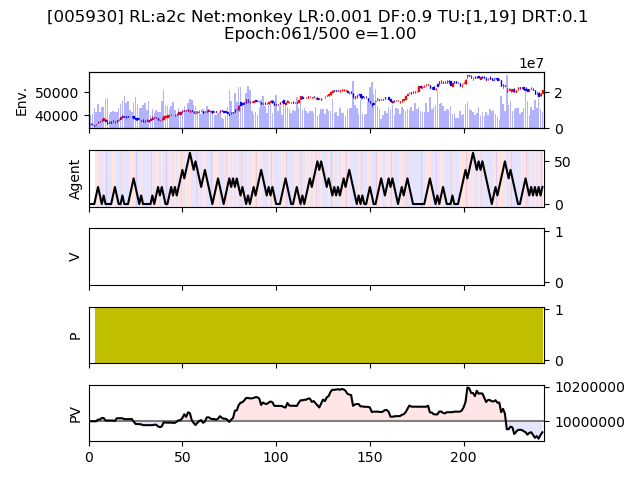 [005930] RL:a2c Net:monkey LR:0.001 DF:0.9 TU:[1,19] DRT:0.1
Epoch:061/500 e=1.00
1e7
Env.
50000
40000
2
0
Agent
50
0
V
1
0
P
1
0
PV
10200000
10000000
0 50 100 150 200